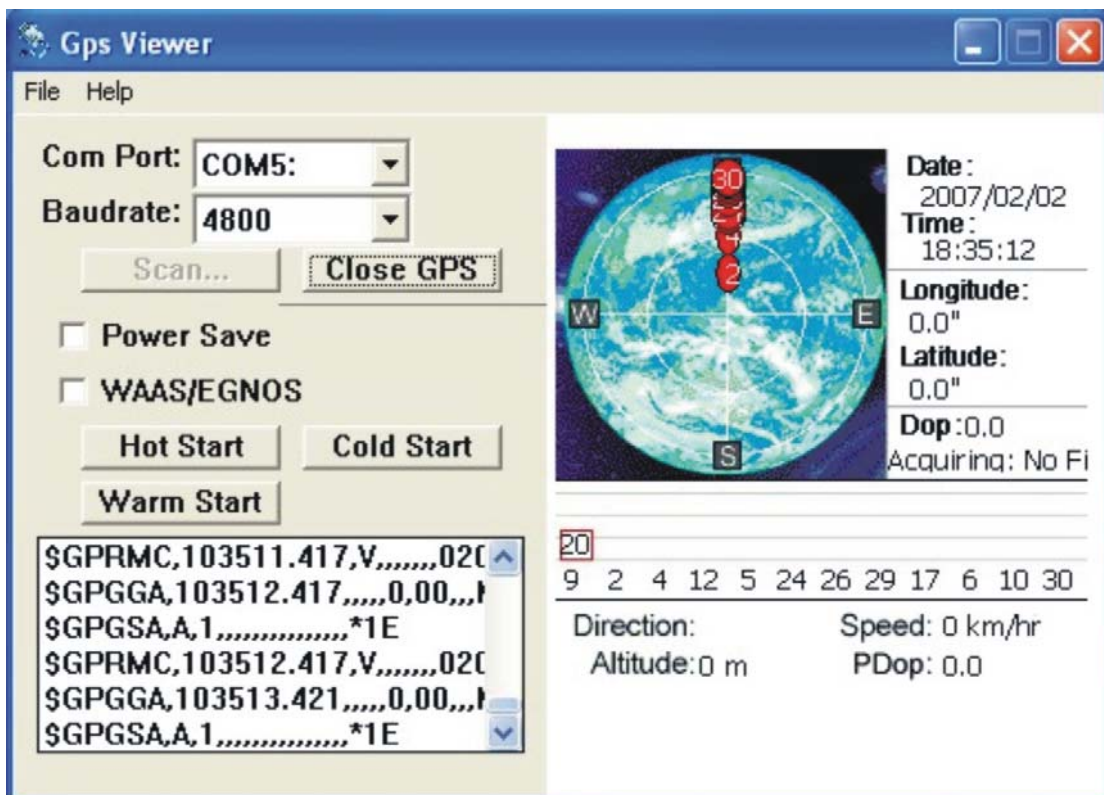 Gps Viewer
File Help
Com Port: COM5:
Baudrate: 4800
Scan... Close GPS
Power Save
WAAS/EGNOS
Hot Start Cold Start
Warm Start
$GPRMC,103511.417,V,,,,,,,020
$GPGGA,103512.417,,,,,0,00,,,M
$GPGSA,A,1,,,,,,,,,,,,,,,*1E
$GPRMC,103512.417,V,,,,,,,020
$GPGGA,103513.421,,,,,0,00,,,M
$GPGSA,A,1,,,,,,,,,,,,,,,*1E
30
4
2
W E
S
Date:
2007/02/02
Time:
18:35:12
Longitude:
0.0"
Latitude:
0.0"
Dop:0.0
Acquiring: No Fi
20
9 2 4 12 5 24 26 29 17 6 10 30
Direction: Speed: 0 km/hr
Altitude:0 m PDop: 0.0